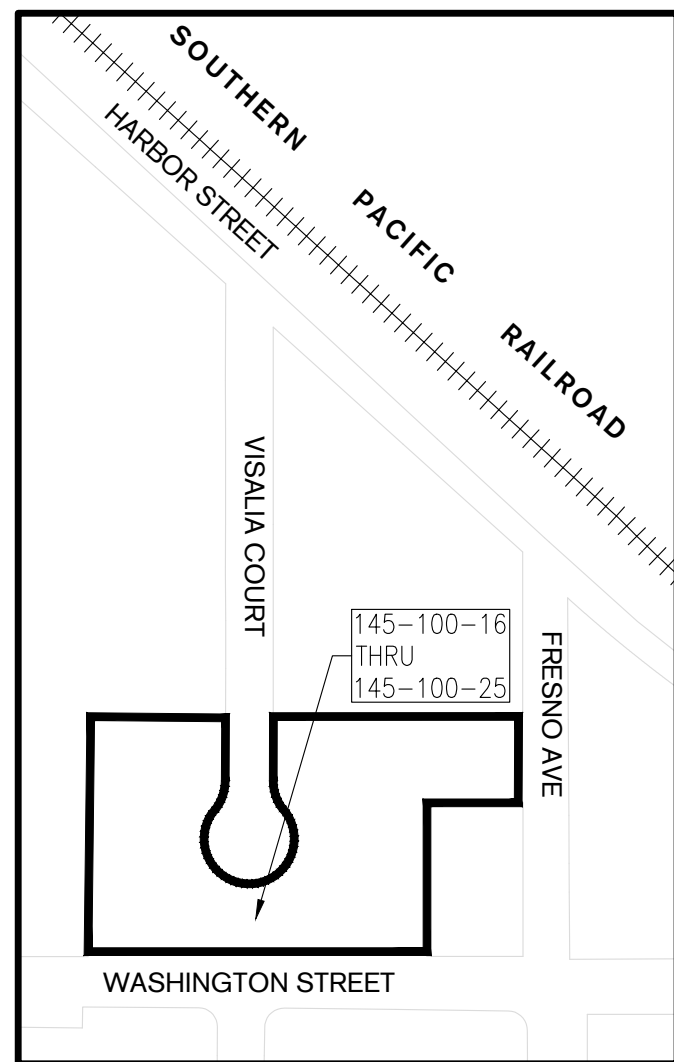 SOUTHERN PACIFIC RAILROAD
HARBOR STREET
VISALIA COURT
145-100-16
THRU
145-100-25
FRESNO AVE
WASHINGTON STREET